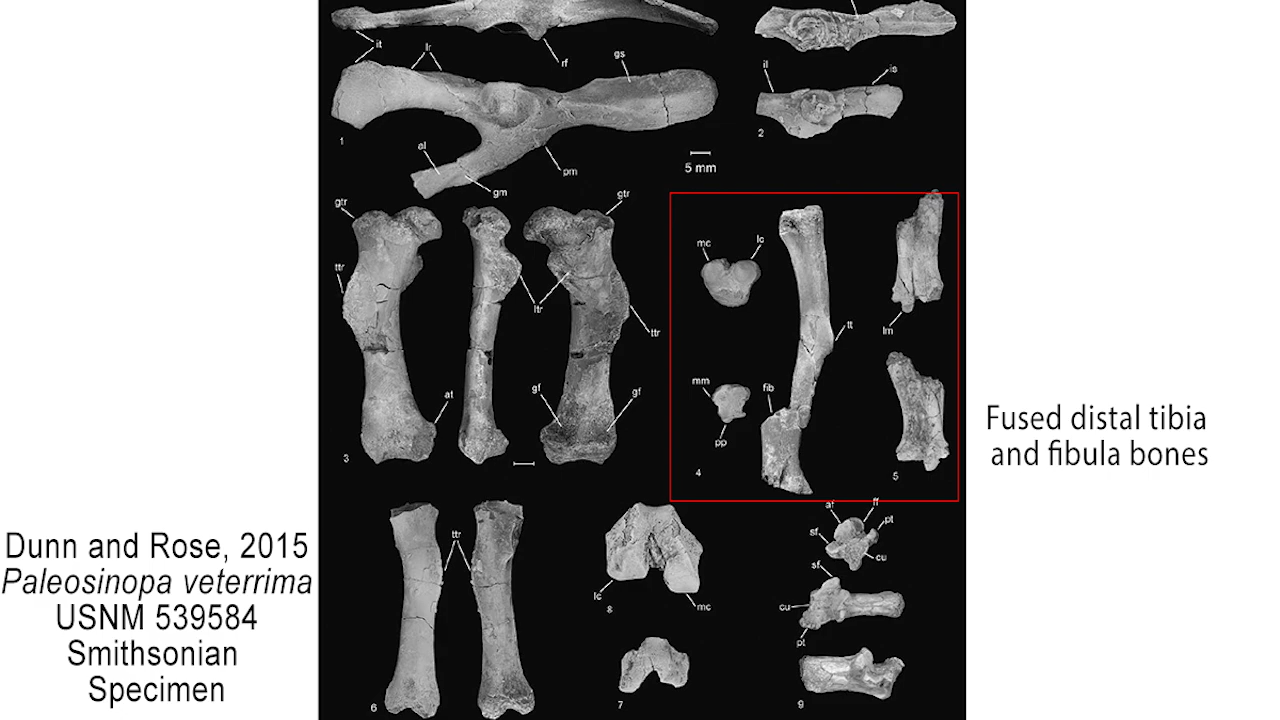 it
lr
rf
gs
il
is
1
2
al
gm
pm
5 mm
gtr
gtr
ttr
ltr
ttr
mc
lc
tt
lm
at
gf
gf
mm
fib
pp
3
4
5
Fused distal tibia
and fibula bones
Dunn and Rose, 2015
Paleosinopa veterrima
USNM 539584
Smithsonian
Specimen
ttr
6
lc
8
mc
7
af
ff
pt
sf
cu
sf
cu
pt
9